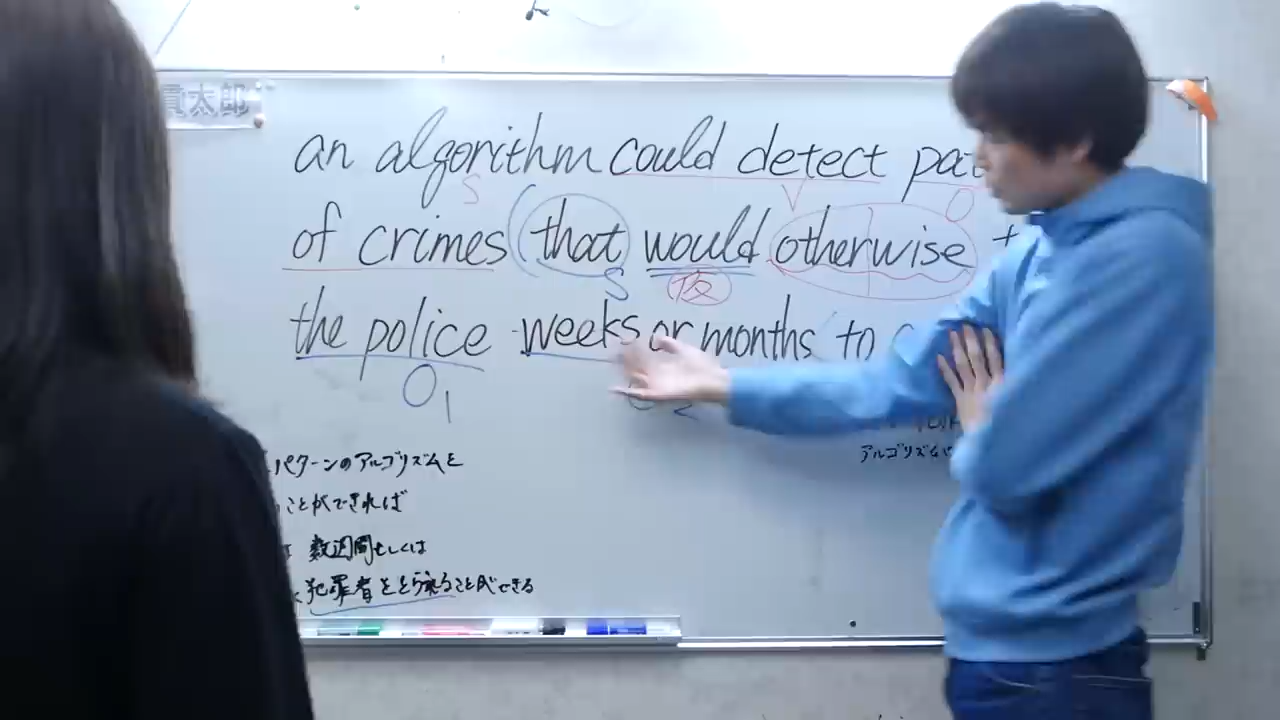 貫太郎
an algorithm could detect pat
S V O
of crimes (that would otherwise t
S 仮
the police weeks or months to
O1 O2
パターンのアルゴリズムと
アルゴリズム
ことができれば
数週間もしくは
犯罪者をとらえることができる